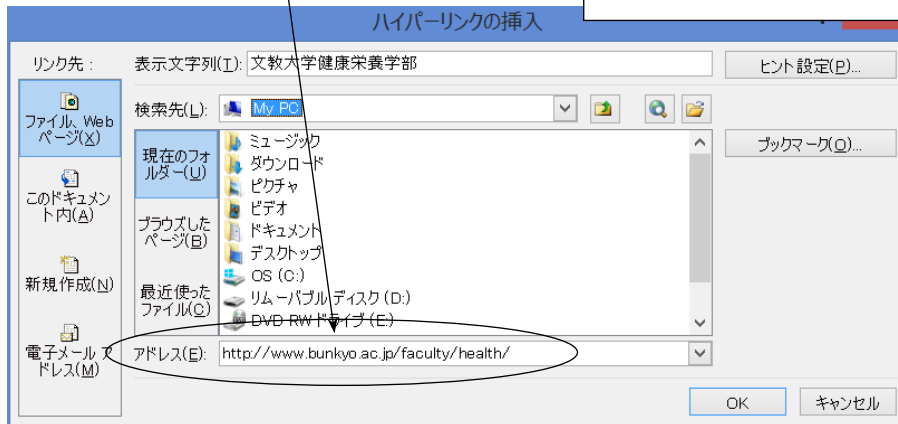 ハイパーリンクの挿入
リンク先 :
表示文字列(T): 文教大学健康栄養学部
ヒント設定(P)...
ファイル、Web
ページ(X)
検索先(L): My PC
ブックマーク(O)...
現在のフォ
ルダー(U)
ミュージック
ダウンロード
ピクチャ
ビデオ
ドキュメント
デスクトップ
OS (C:)
リムーバブル ディスク (D:)
DVD RW ドライブ (E:)
このドキュメン
ト内(A)
ブラウズした
ページ(B)
新規作成(N)
最近使った
ファイル(C)
電子メール ア
ドレス(M)
アドレス(E): http://www.bunkyo.ac.jp/faculty/health/
OK
キャンセル